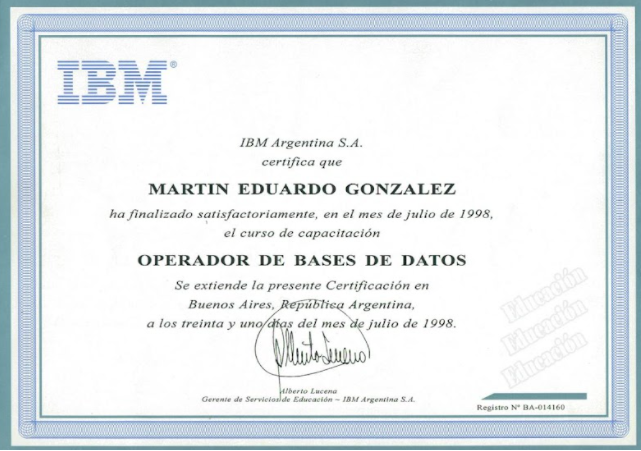 IBM®
IBM Argentina S.A.
certifica que
MARTIN EDUARDO GONZALEZ
ha finalizado satisfactoriamente, en el mes de julio de 1998,
el curso de capacitación
OPERADOR DE BASES DE DATOS
Se extiende la presente Certificación en
Buenos Aires, República Argentina,
a los treinta y uno días del mes de julio de 1998.
Alberto Lucena
Alberto Lucena
Gerente de Servicios de Educación – IBM Argentina S.A.
Educación
Educación
Educación
Registro Nº BA-014160